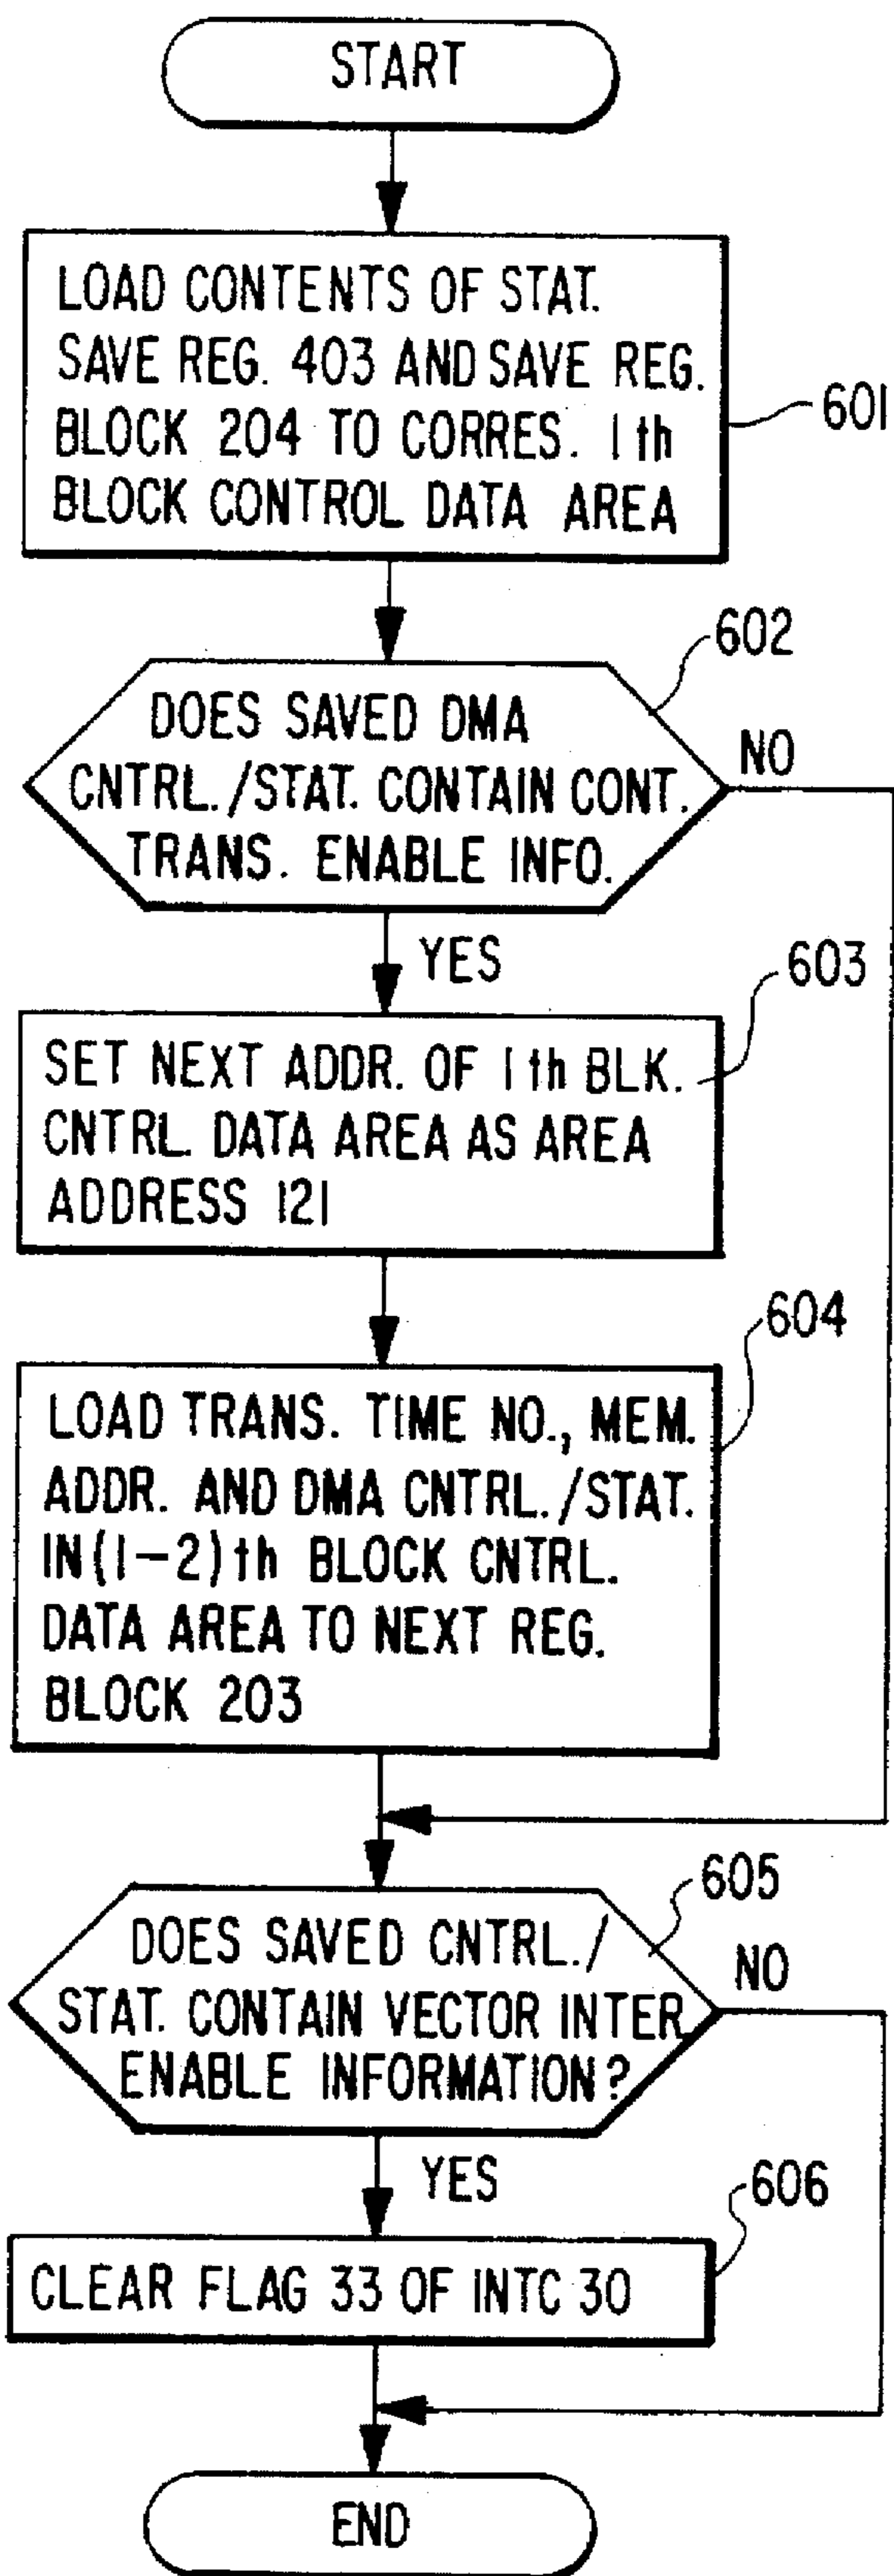 START
LOAD CONTENTS OF STAT.
SAVE REG. 403 AND SAVE REG.
BLOCK 204 TO CORRES. 1th
BLOCK CONTROL DATA AREA
601
602
DOES SAVED DMA
CNTRL./STAT. CONTAIN CONT.
TRANS. ENABLE INFO.
NO
YES
603
SET NEXT ADDR. OF 1th BLK.
CNTRL. DATA AREA AS AREA
ADDRESS 121
604
LOAD TRANS. TIME NO., MEM.
ADDR. AND DMA CNTRL./STAT.
IN(1-2)th BLOCK CNTRL.
DATA AREA TO NEXT REG.
BLOCK 203
605
DOES SAVED CNTRL./
STAT. CONTAIN VECTOR INTER.
ENABLE INFORMATION?
NO
YES
606
CLEAR FLAG 33 OF INTC 30
END